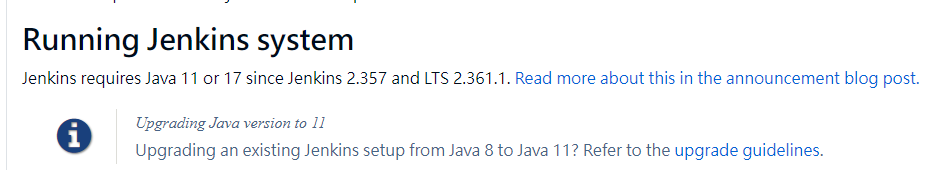 Running Jenkins system
Jenkins requires Java 11 or 17 since Jenkins 2.357 and LTS 2.361.1. Read more about this in the announcement blog post.
Upgrading Java version to 11
Upgrading an existing Jenkins setup from Java 8 to Java 11? Refer to the upgrade guidelines.